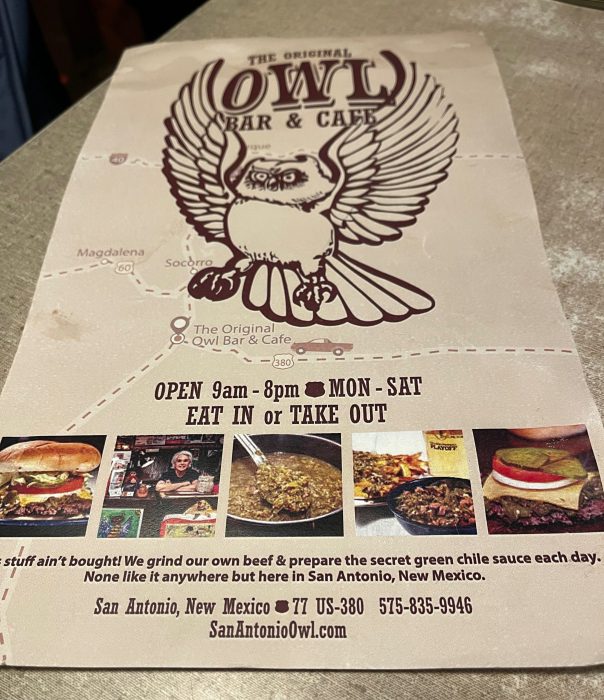 THE ORIGINAL
OWL
BAR & CAFE
que
40
Magdalena
60
Socorro
The Original
Owl Bar & Cafe
380
OPEN 9am - 8pm MON - SAT
EAT IN or TAKE OUT
PLAYOFF
stuff ain't bought! We grind our own beef & prepare the secret green chile sauce each day.
None like it anywhere but here in San Antonio, New Mexico.
San Antonio, New Mexico 77 US-380 575-835-9946
SanAntonioOwl.com